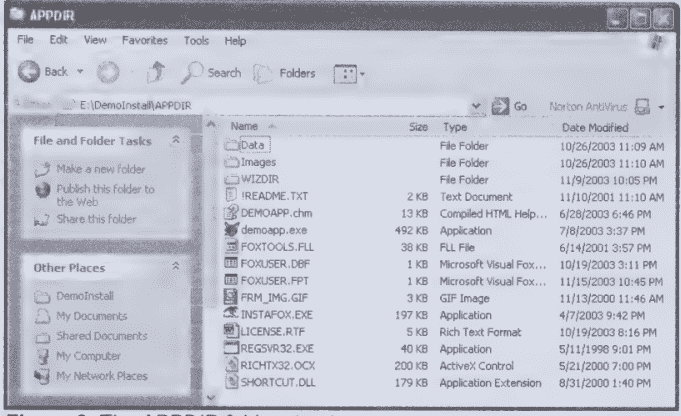 APPDIR
File Edit View Favorites Tools Help
Back Search Folders
E:\DemoInstall\APPDIR Go Norton AntiVirus
File and Folder Tasks
Make a new folder
Publish this folder to
the Web
Share this folder
Other Places
DemoInstall
My Documents
Shared Documents
My Computer
My Network Places
Name Size Type Date Modified
Data File Folder 10/26/2003 11:09 AM
Images File Folder 10/26/2003 11:10 AM
WIZDIR File Folder 11/9/2003 10:05 PM
!README.TXT 2 KB Text Document 11/10/2001 11:10 AM
DEMOAPP.chm 13 KB Compiled HTML Help... 6/28/2003 6:46 PM
demoapp.exe 492 KB Application 7/8/2003 3:37 PM
FOXTOOLS.FLL 38 KB FLL File 6/14/2001 3:57 PM
FOXUSER.DBF 1 KB Microsoft Visual Fox... 10/19/2003 3:11 PM
FOXUSER.FPT 1 KB Microsoft Visual Fox... 11/15/2003 10:45 PM
FRM_IMG.GIF 3 KB GIF Image 11/13/2000 11:46 AM
INSTAFOX.EXE 197 KB Application 4/7/2003 9:42 PM
LICENSE.RTF 5 KB Rich Text Format 10/19/2003 8:16 PM
REGSVR32.EXE 40 KB Application 5/11/1998 9:01 PM
RICHTX32.OCX 200 KB ActiveX Control 5/21/2000 7:00 PM
SHORTCUT.DLL 179 KB Application Extension 8/31/2000 1:40 PM